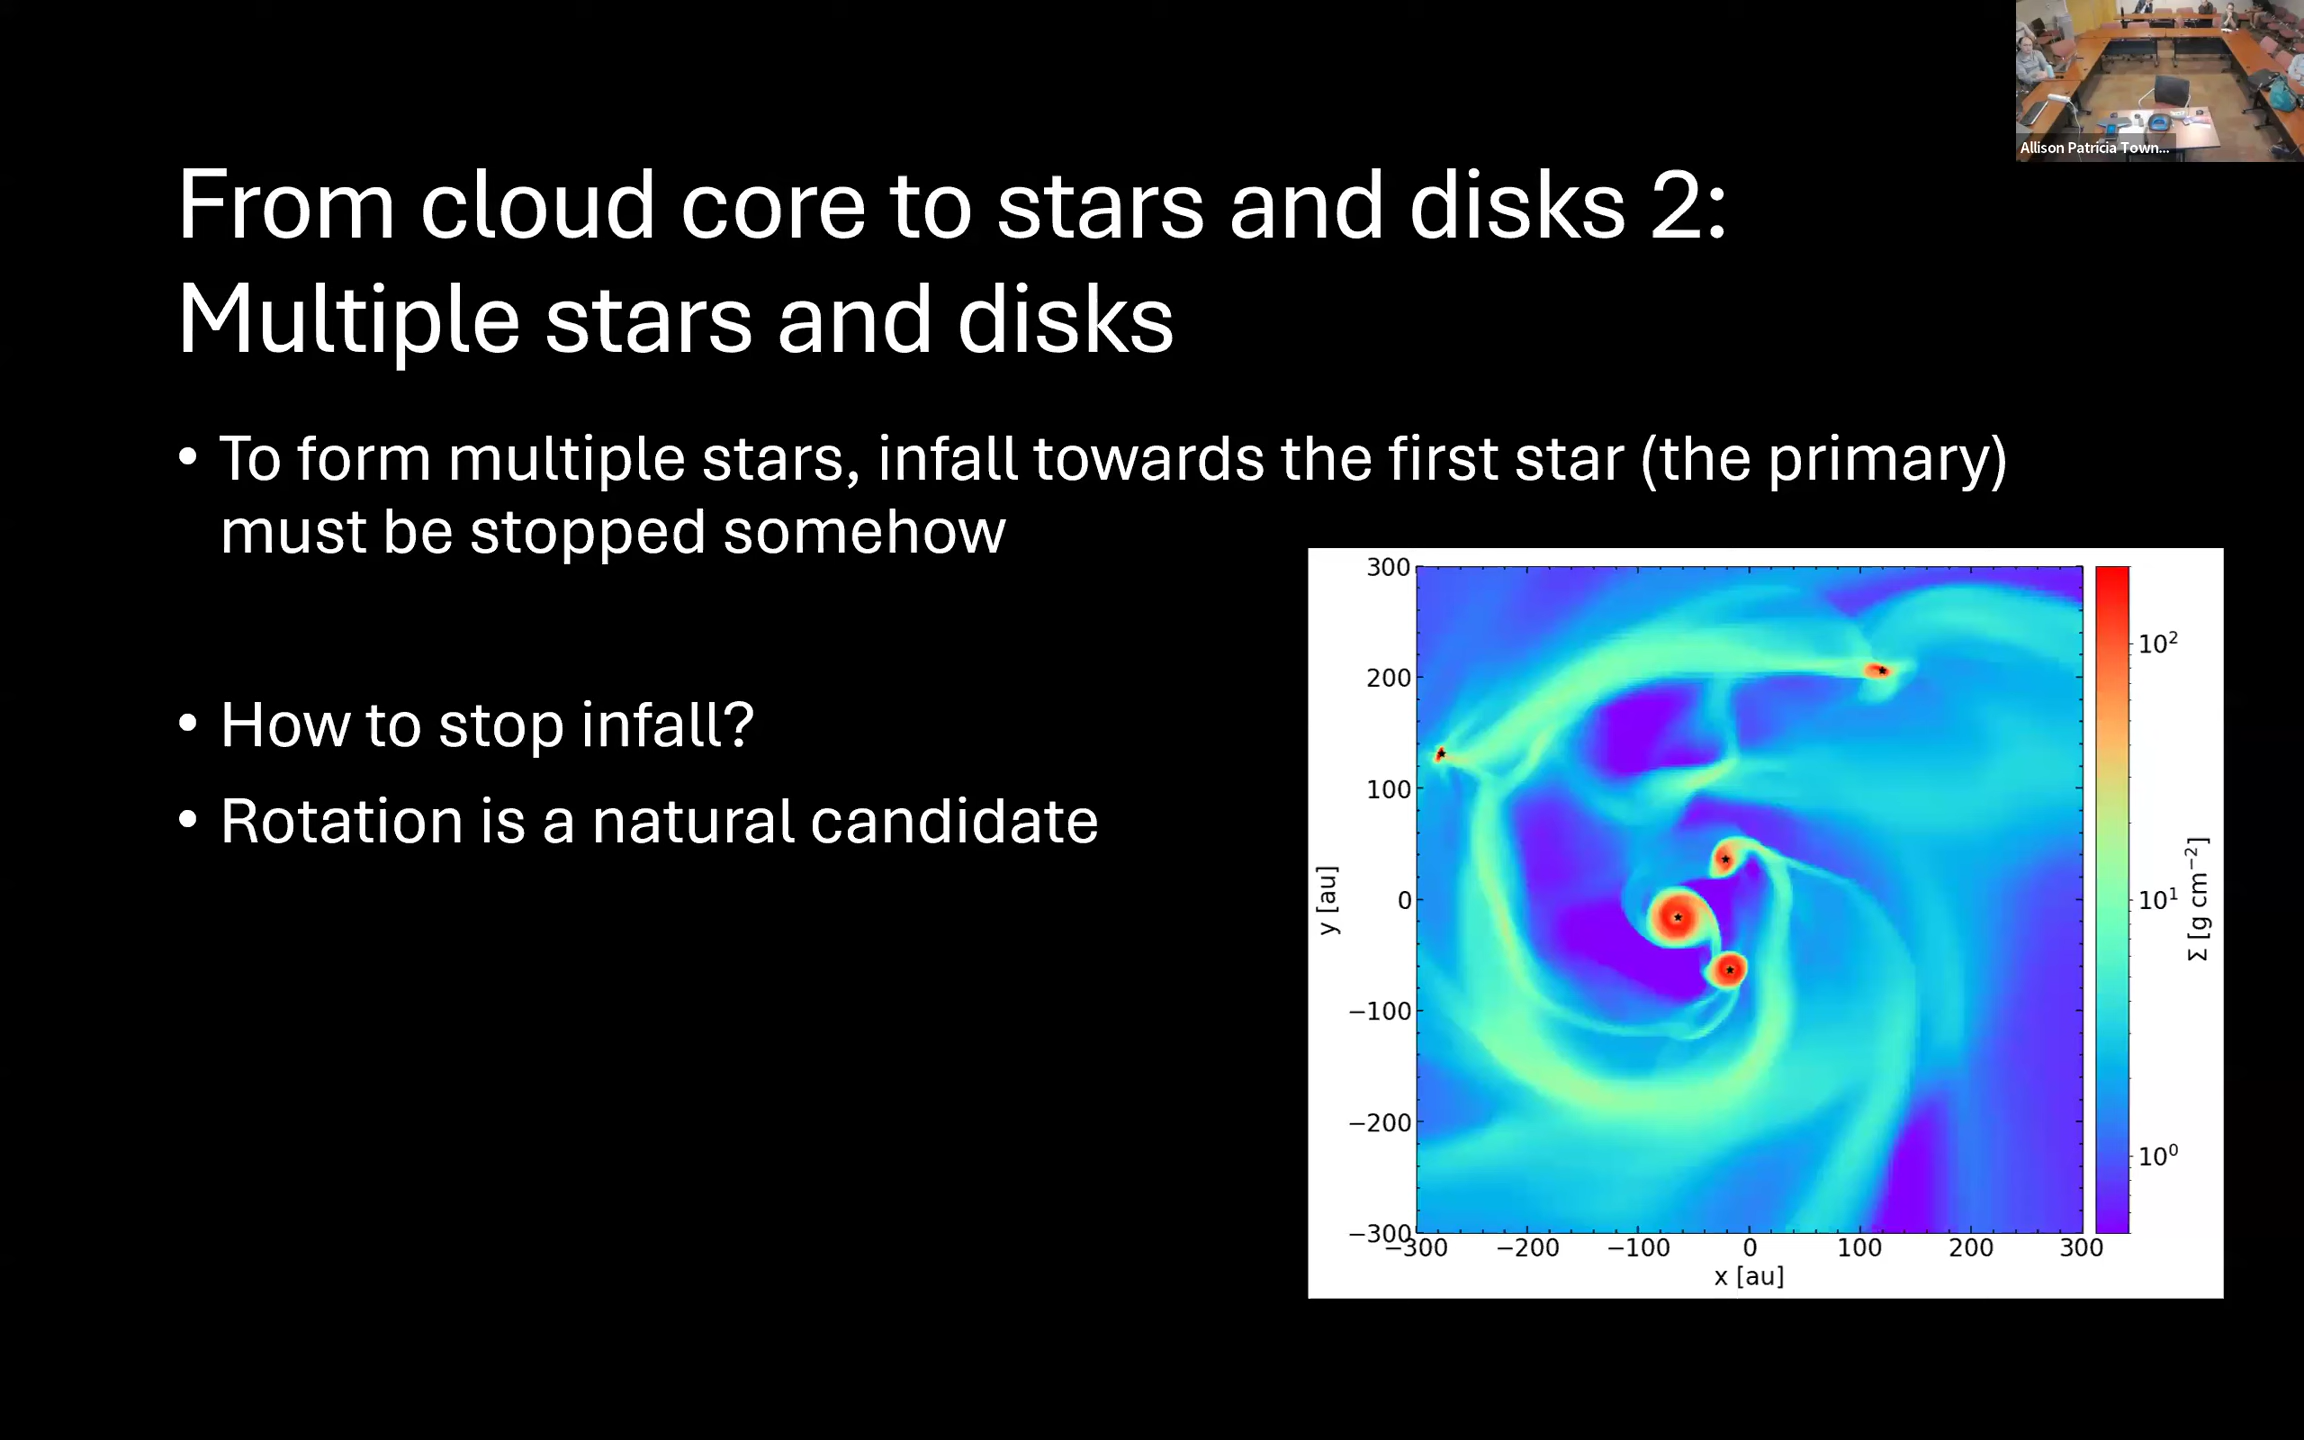 Allison Patricia Town...
From cloud core to stars and disks 2:
Multiple stars and disks
• To form multiple stars, infall towards the first star (the primary)
must be stopped somehow
• How to stop infall?
• Rotation is a natural candidate
300
200
100
0
−100
−200
−300
y [au]
−300 −200 −100 0 100 200 300
x [au]
10²
10¹
10⁰
Σ [g cm⁻²]